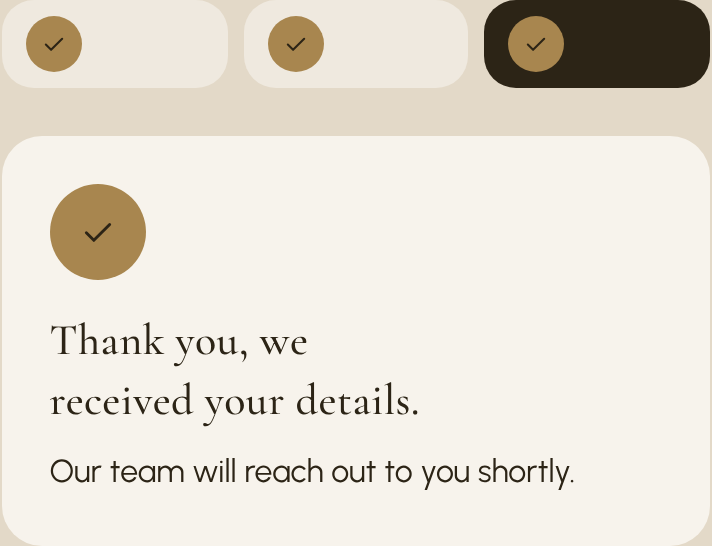 Thank you, we
received your details.
Our team will reach out to you shortly.